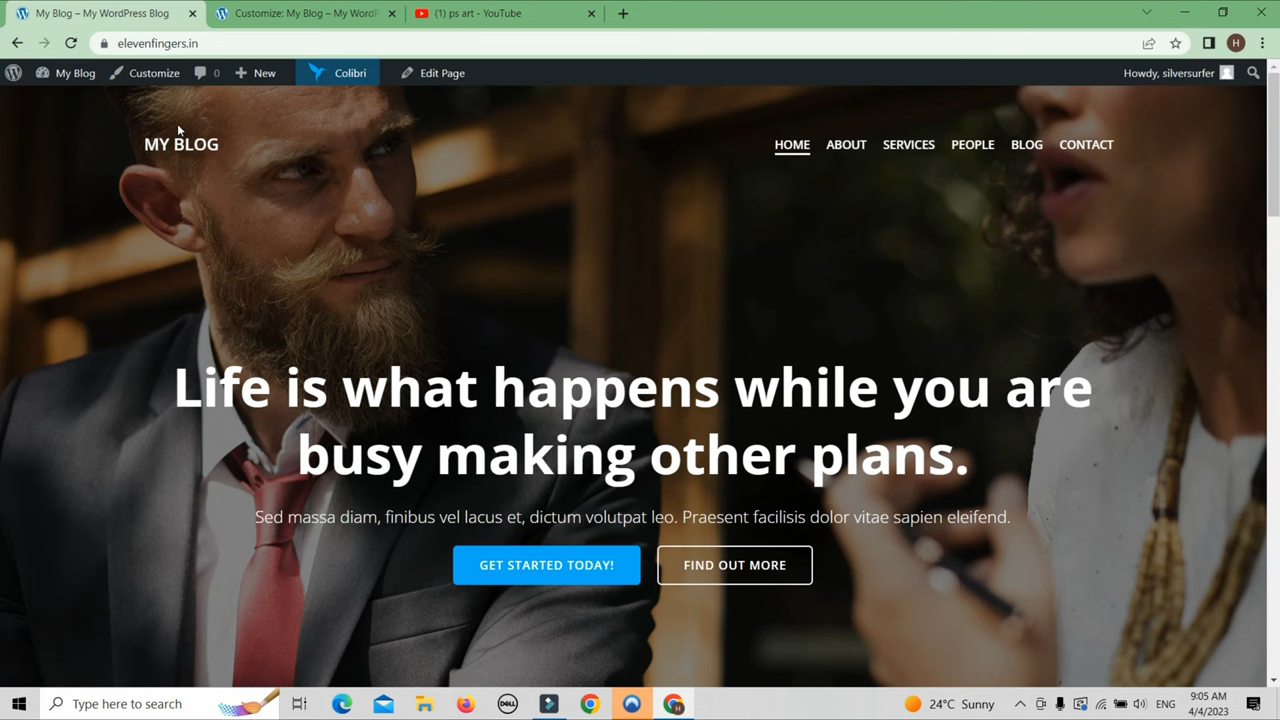 My Blog – My WordPress Blog
Customize: My Blog – My WordP
(1) ps art - YouTube
elevenfingers.in
H
My Blog
Customize
0
New
Colibri
Edit Page
Howdy, silversurfer
MY BLOG
HOME
ABOUT
SERVICES
PEOPLE
BLOG
CONTACT
Life is what happens while you are
busy making other plans.
Sed massa diam, finibus vel lacus et, dictum volutpat leo. Praesent facilisis dolor vitae sapien eleifend.
GET STARTED TODAY!
FIND OUT MORE
Type here to search
DELL
H
24°C Sunny
ENG
9:05 AM
4/4/2023